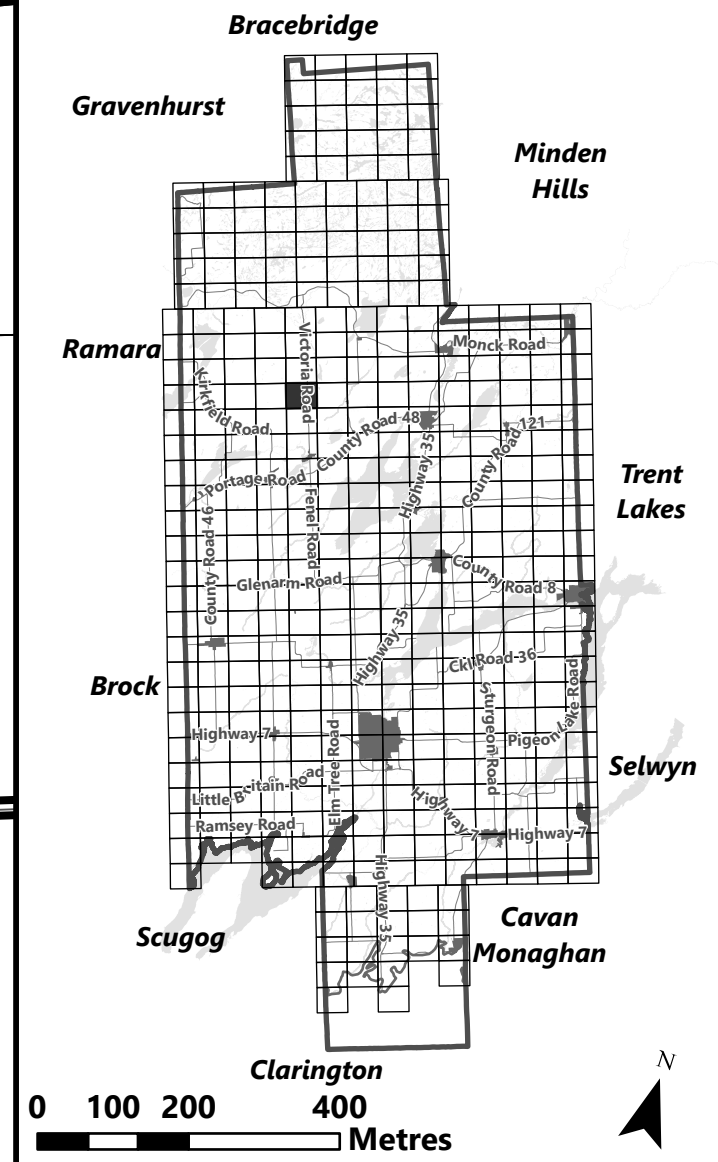 Bracebridge
Gravenhurst
Minden
Hills
Ramara
Victoria Road
Monck Road
Kirkfield Road
County Road 48
County Road 121
Highway 35
Portage Road
Trent
Lakes
Fenel Road
County Road 46
Glenarm Road
County Road 8
Highway 35
Ckl Road 36
Brock
Sturgeon Road
Pigeon Lake Road
Highway 7
Elm Tree Road
Selwyn
Little Britain Road
Highway 7
Ramsey Road
Highway 7
Highway 35
Scugog
Cavan
Monaghan
Clarington
N
0 100 200 400
Metres